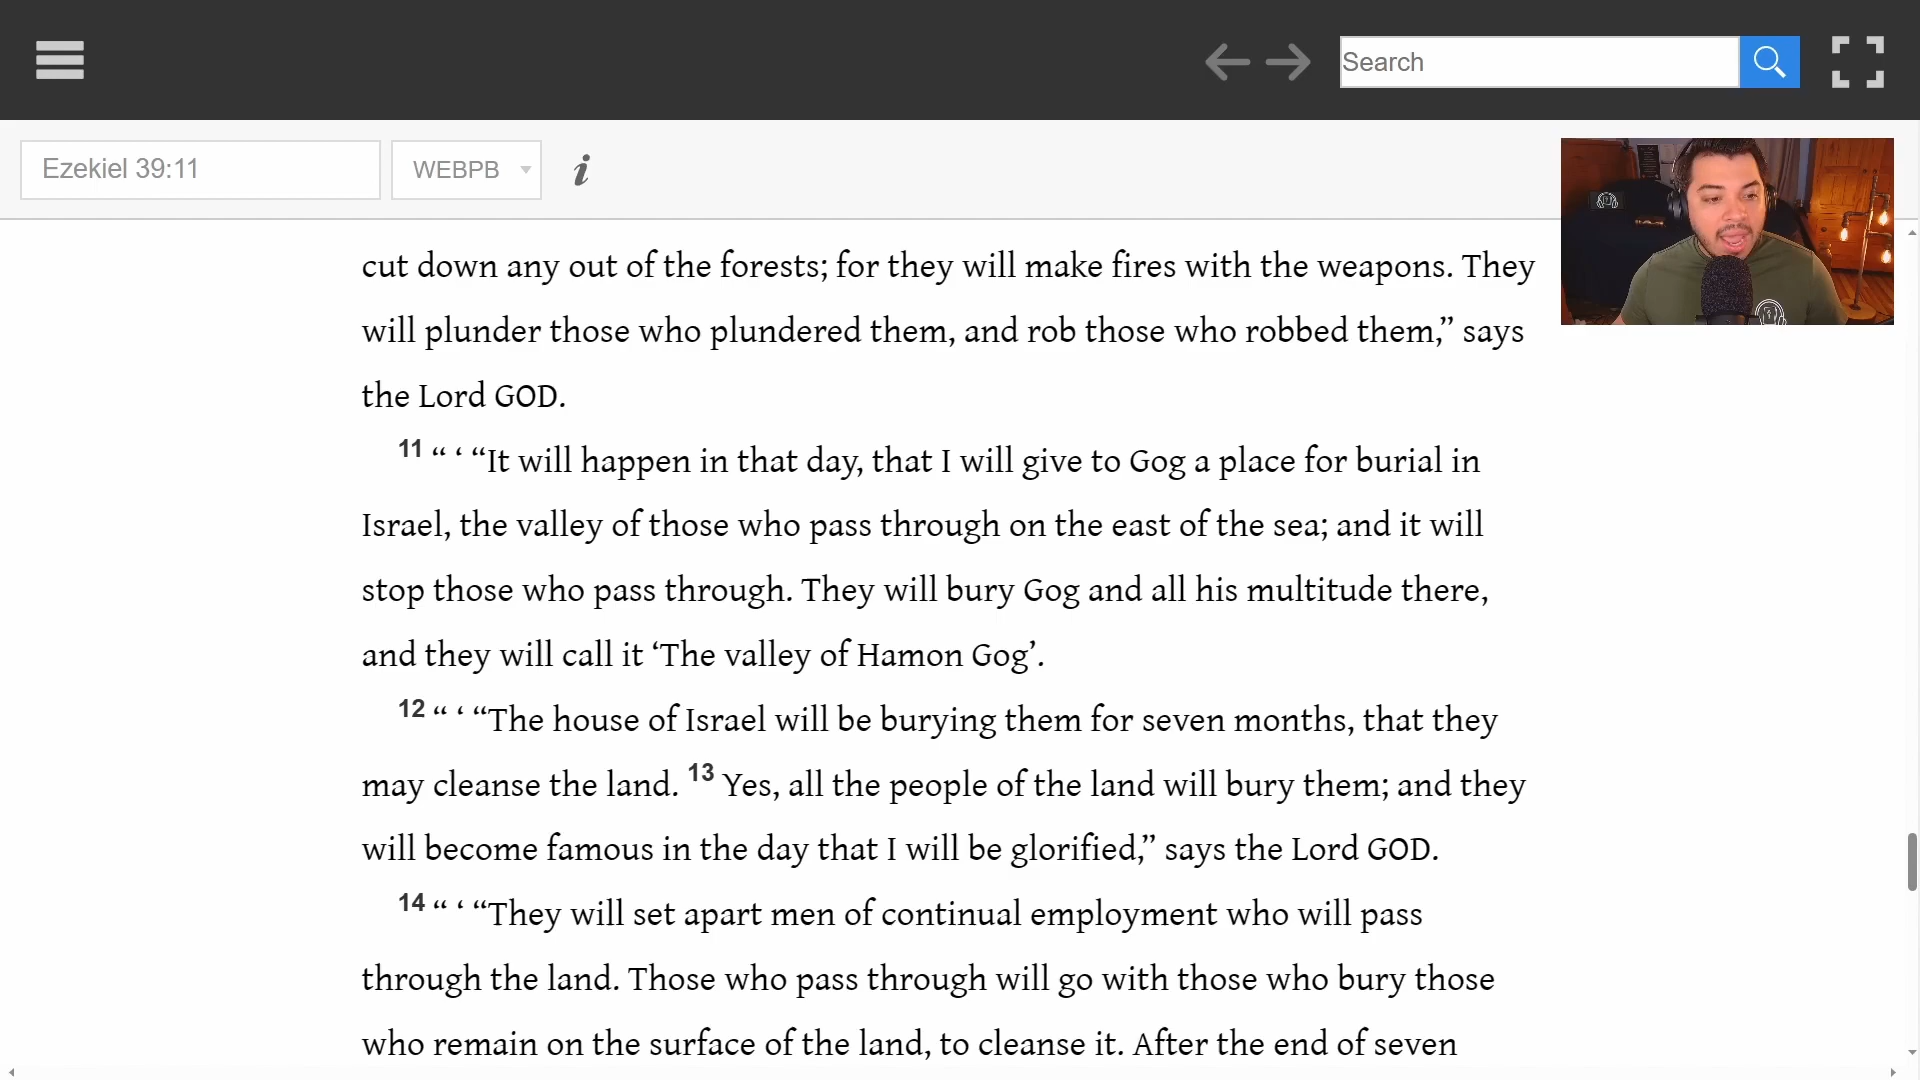 Search
Ezekiel 39:11
WEBPB
i
cut down any out of the forests; for they will make fires with the weapons. They
will plunder those who plundered them, and rob those who robbed them,” says
the Lord GOD.
11 “ ‘ “It will happen in that day, that I will give to Gog a place for burial in
Israel, the valley of those who pass through on the east of the sea; and it will
stop those who pass through. They will bury Gog and all his multitude there,
and they will call it ‘The valley of Hamon Gog’.
12 “ ‘ “The house of Israel will be burying them for seven months, that they
may cleanse the land. 13 Yes, all the people of the land will bury them; and they
will become famous in the day that I will be glorified,” says the Lord GOD.
14 “ ‘ “They will set apart men of continual employment who will pass
through the land. Those who pass through will go with those who bury those
who remain on the surface of the land, to cleanse it. After the end of seven